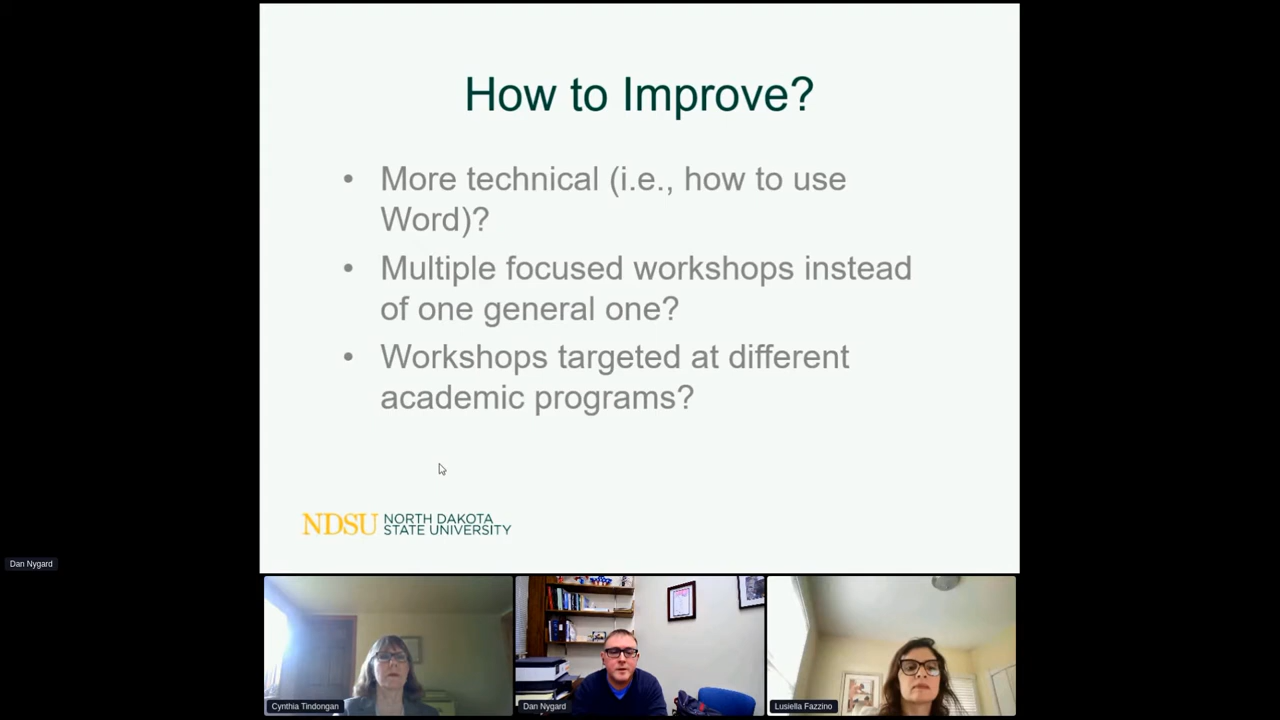 How to Improve?
• More technical (i.e., how to use
Word)?
• Multiple focused workshops instead
of one general one?
• Workshops targeted at different
academic programs?
NDSU NORTH DAKOTA
STATE UNIVERSITY
Dan Nygard
Cynthia Tindongan
Dan Nygard
Lusiella Fazzino